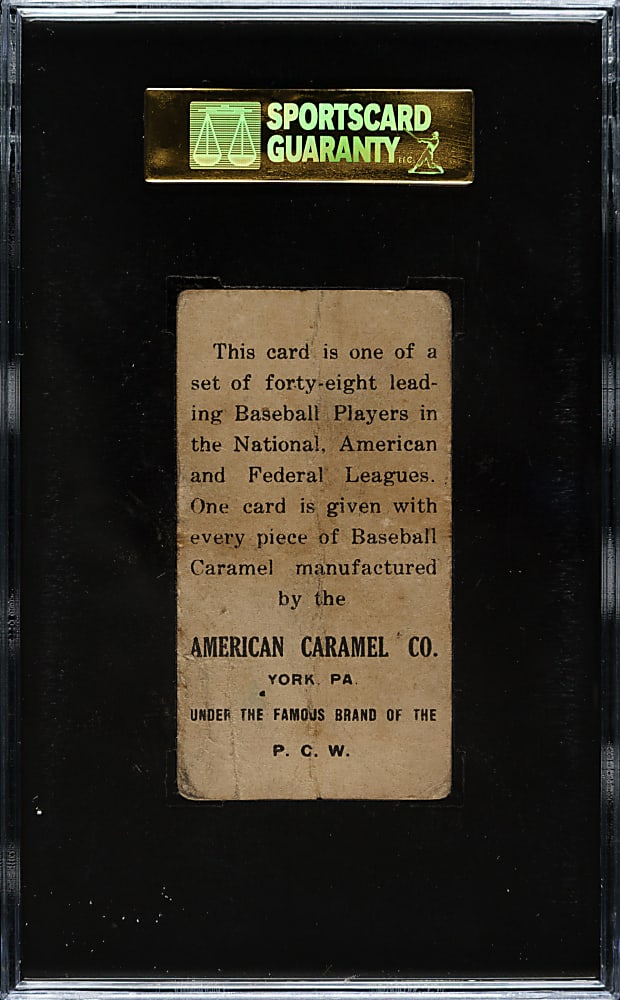 SPORTSCARD
GUARANTY LLC.
This card is one of a
set of forty-eight lead-
ing Baseball Players in
the National, American
and Federal Leagues.
One card is given with
every piece of Baseball
Caramel manufactured
by the
AMERICAN CARAMEL CO.
YORK, PA.
UNDER THE FAMOUS BRAND OF THE
P. C. W.